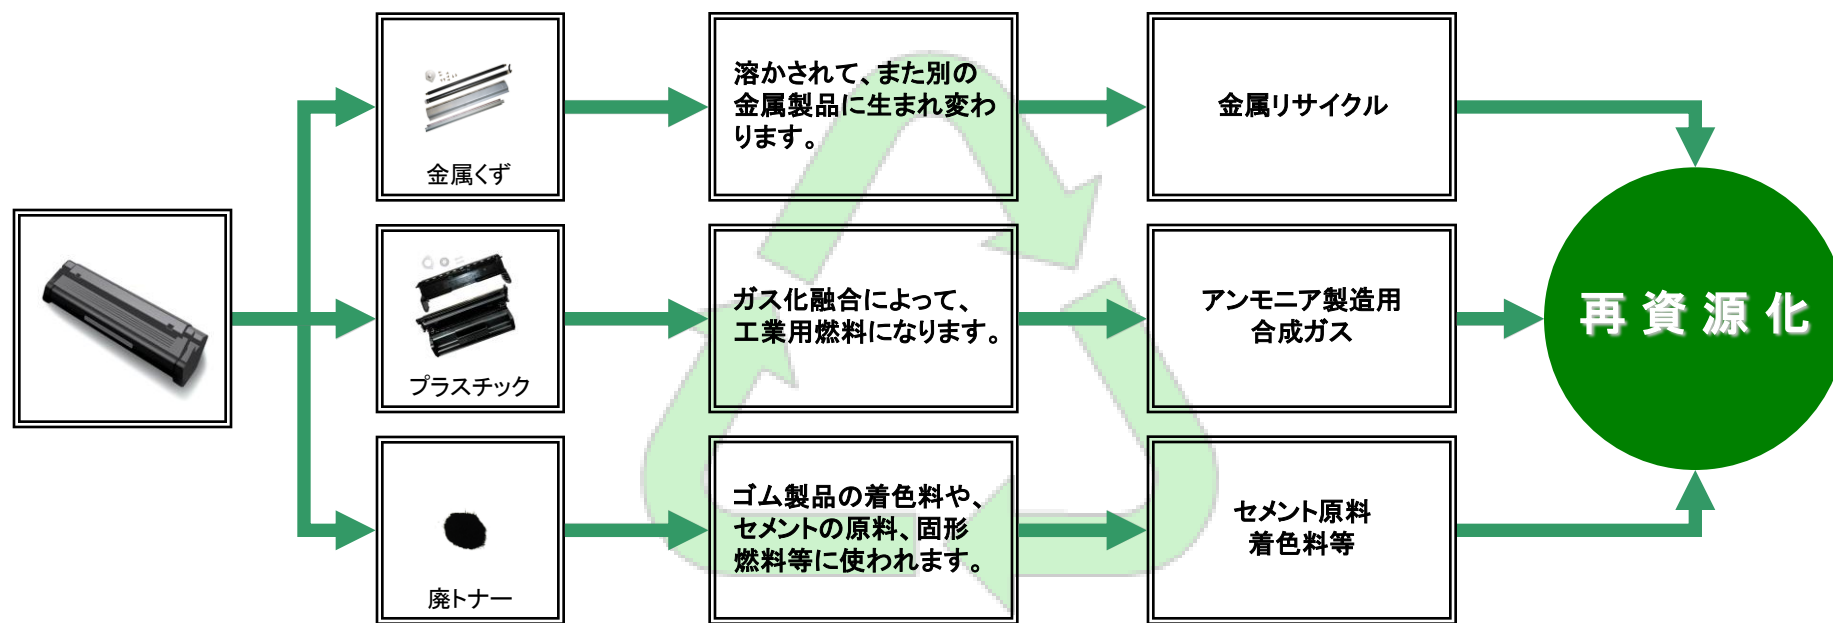 金属くず
溶かされて、また別の
金属製品に生まれ変わ
ります。
金属リサイクル
プラスチック
ガス化融合によって、
工業用燃料になります。
アンモニア製造用
合成ガス
再資源化
廃トナー
ゴム製品の着色料や、
セメントの原料、固形
燃料等に使われます。
セメント原料
着色料等